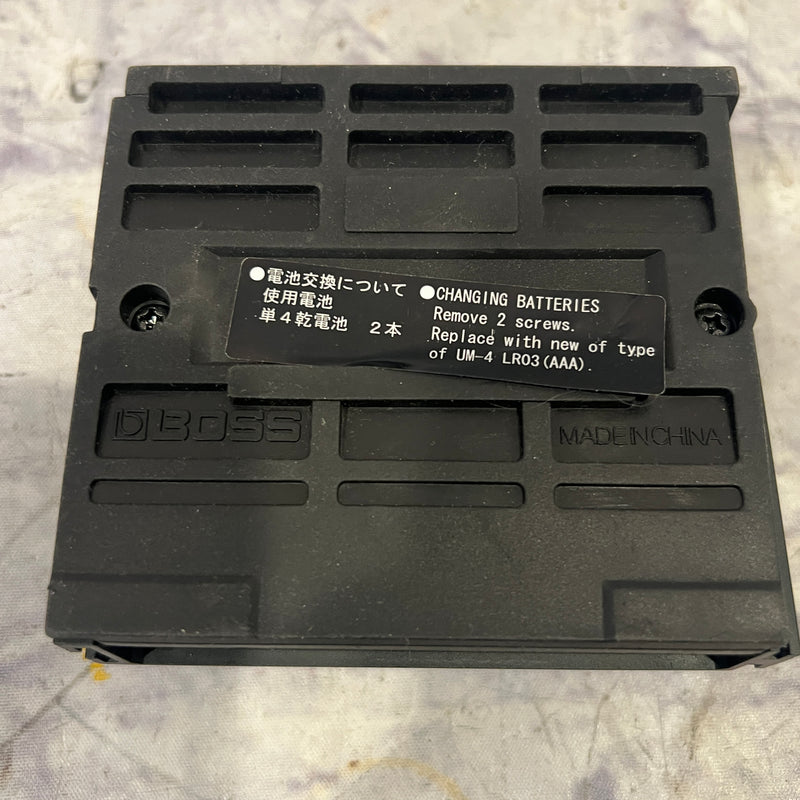 ●電池交換について
使用電池
単4乾電池 2本
●CHANGING BATTERIES
Remove 2 screws.
Replace with new of type
of UM-4 LR03(AAA).
BOSS
MADE IN CHINA